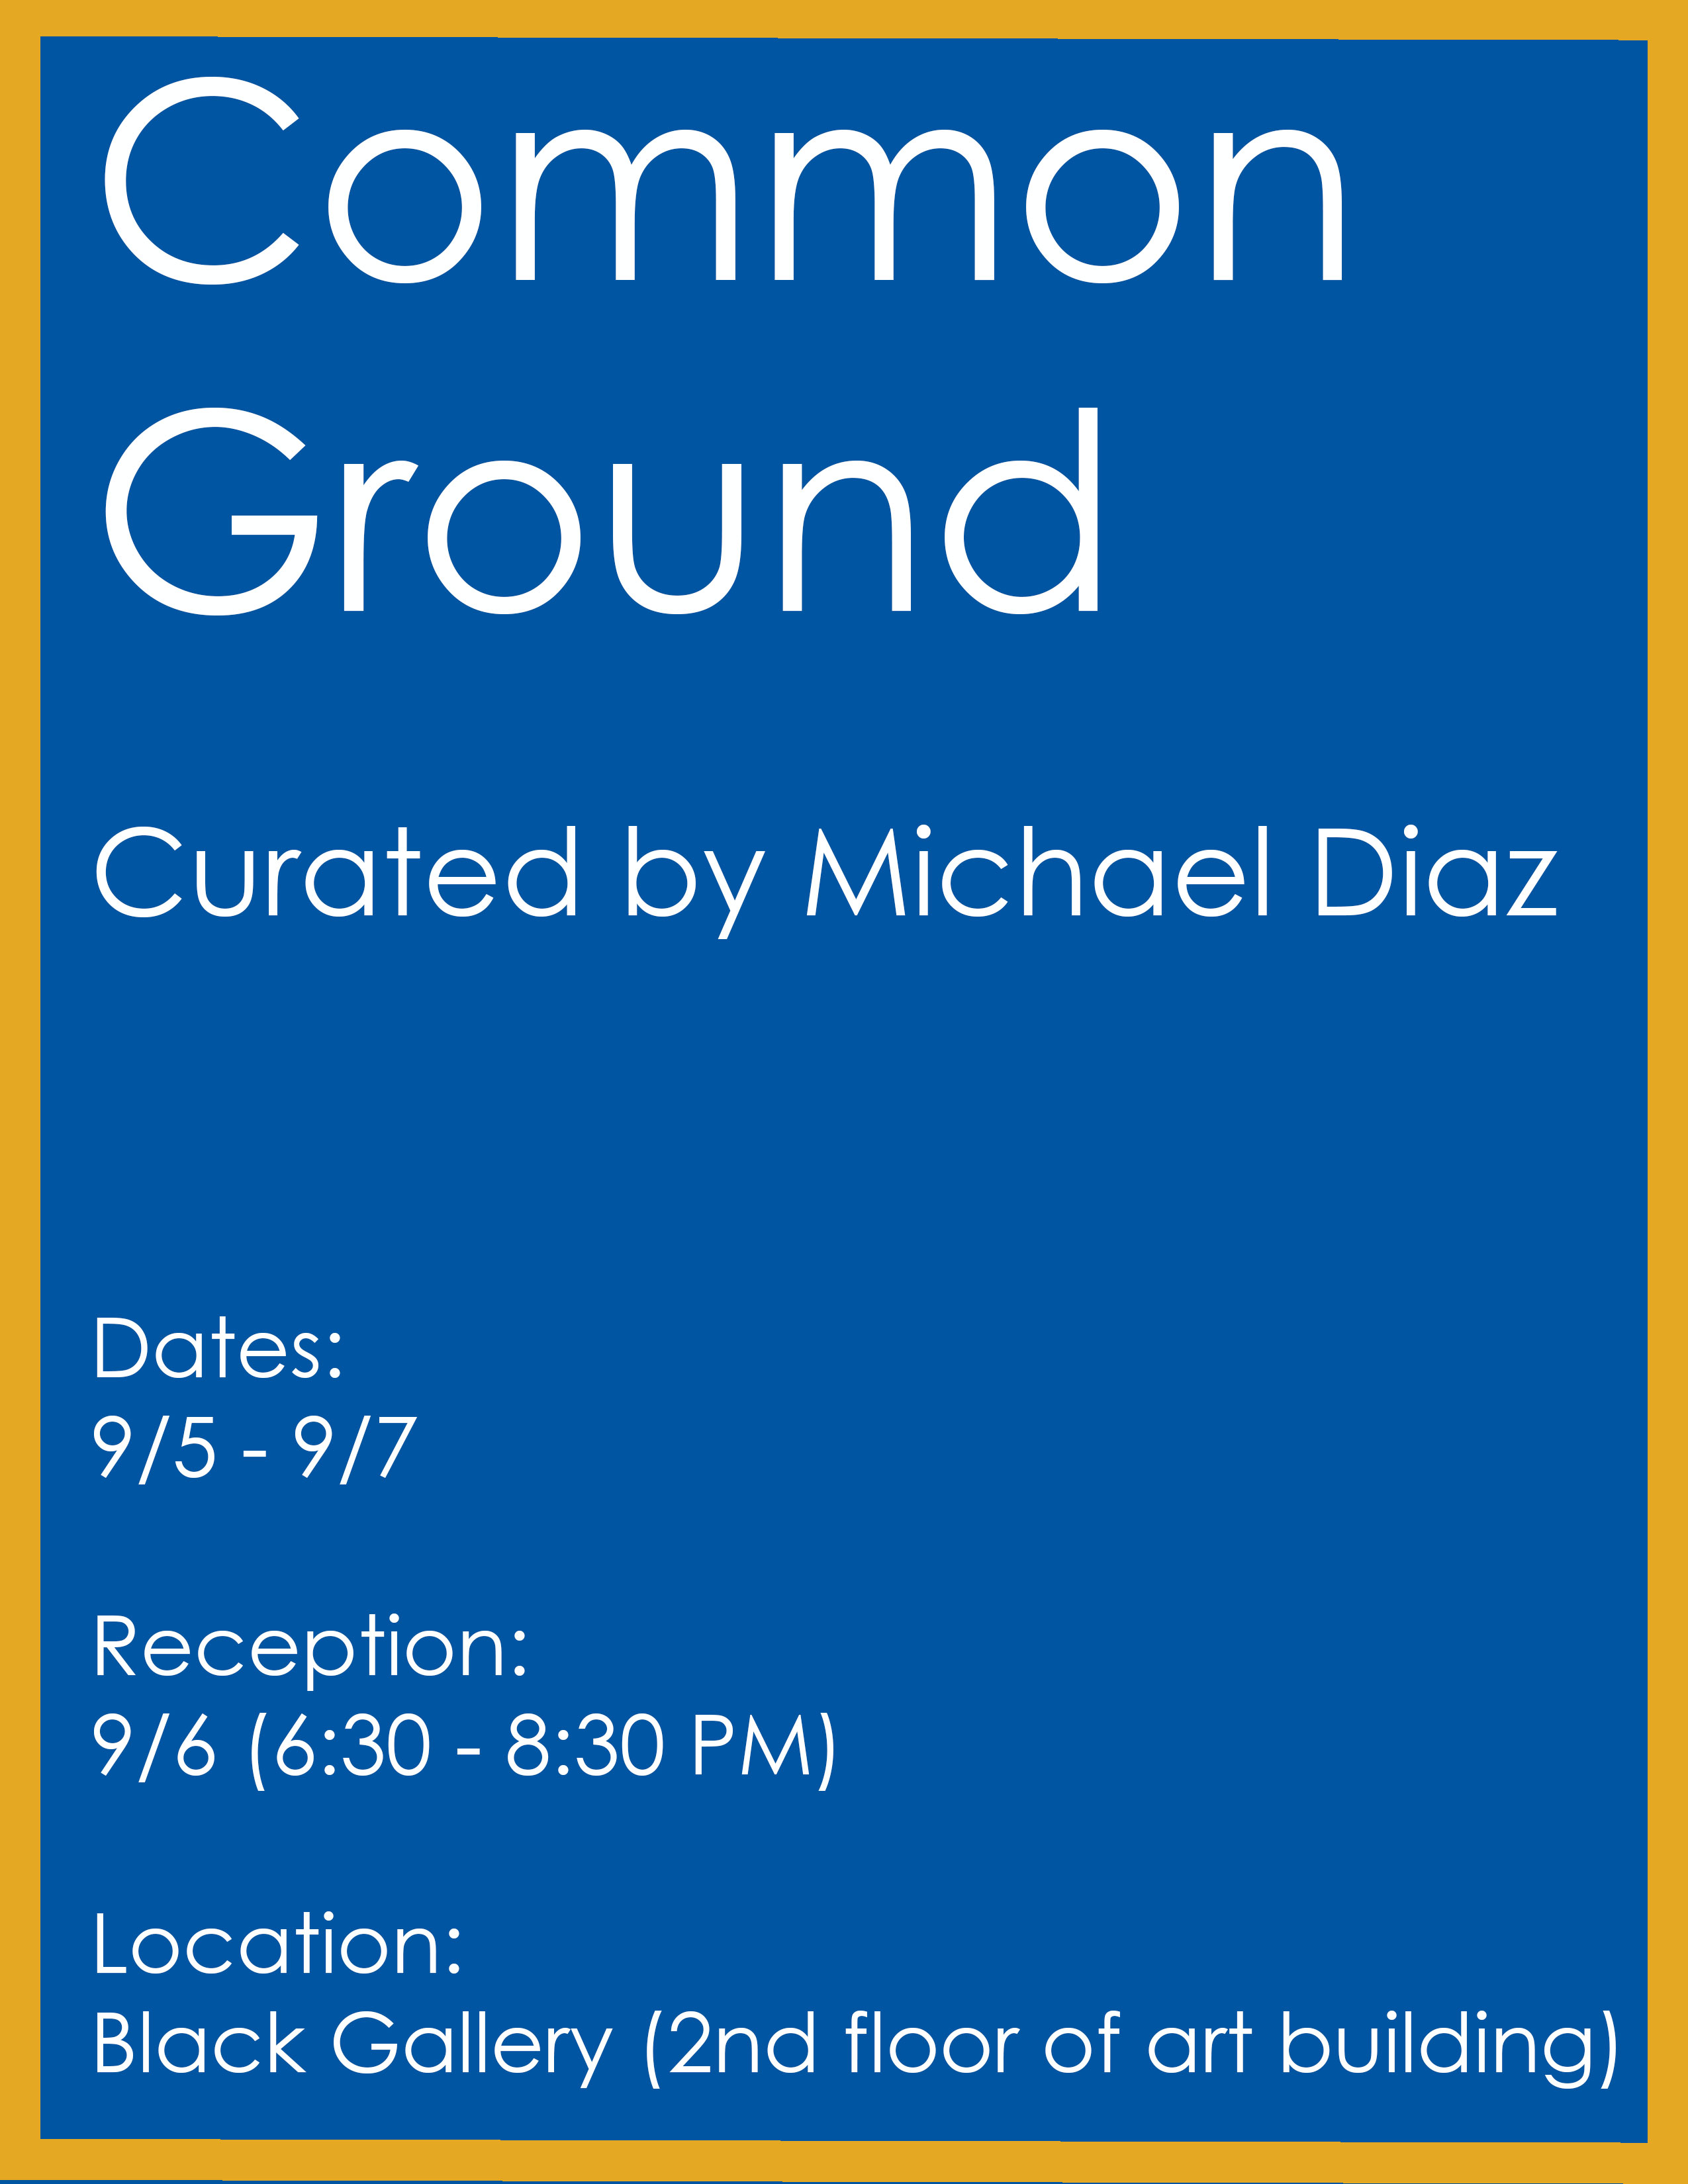 Common
Ground
Curated by Michael Diaz
Dates:
9/5 - 9/7
Reception:
9/6 (6:30 - 8:30 PM)
Location:
Black Gallery (2nd floor of art building)